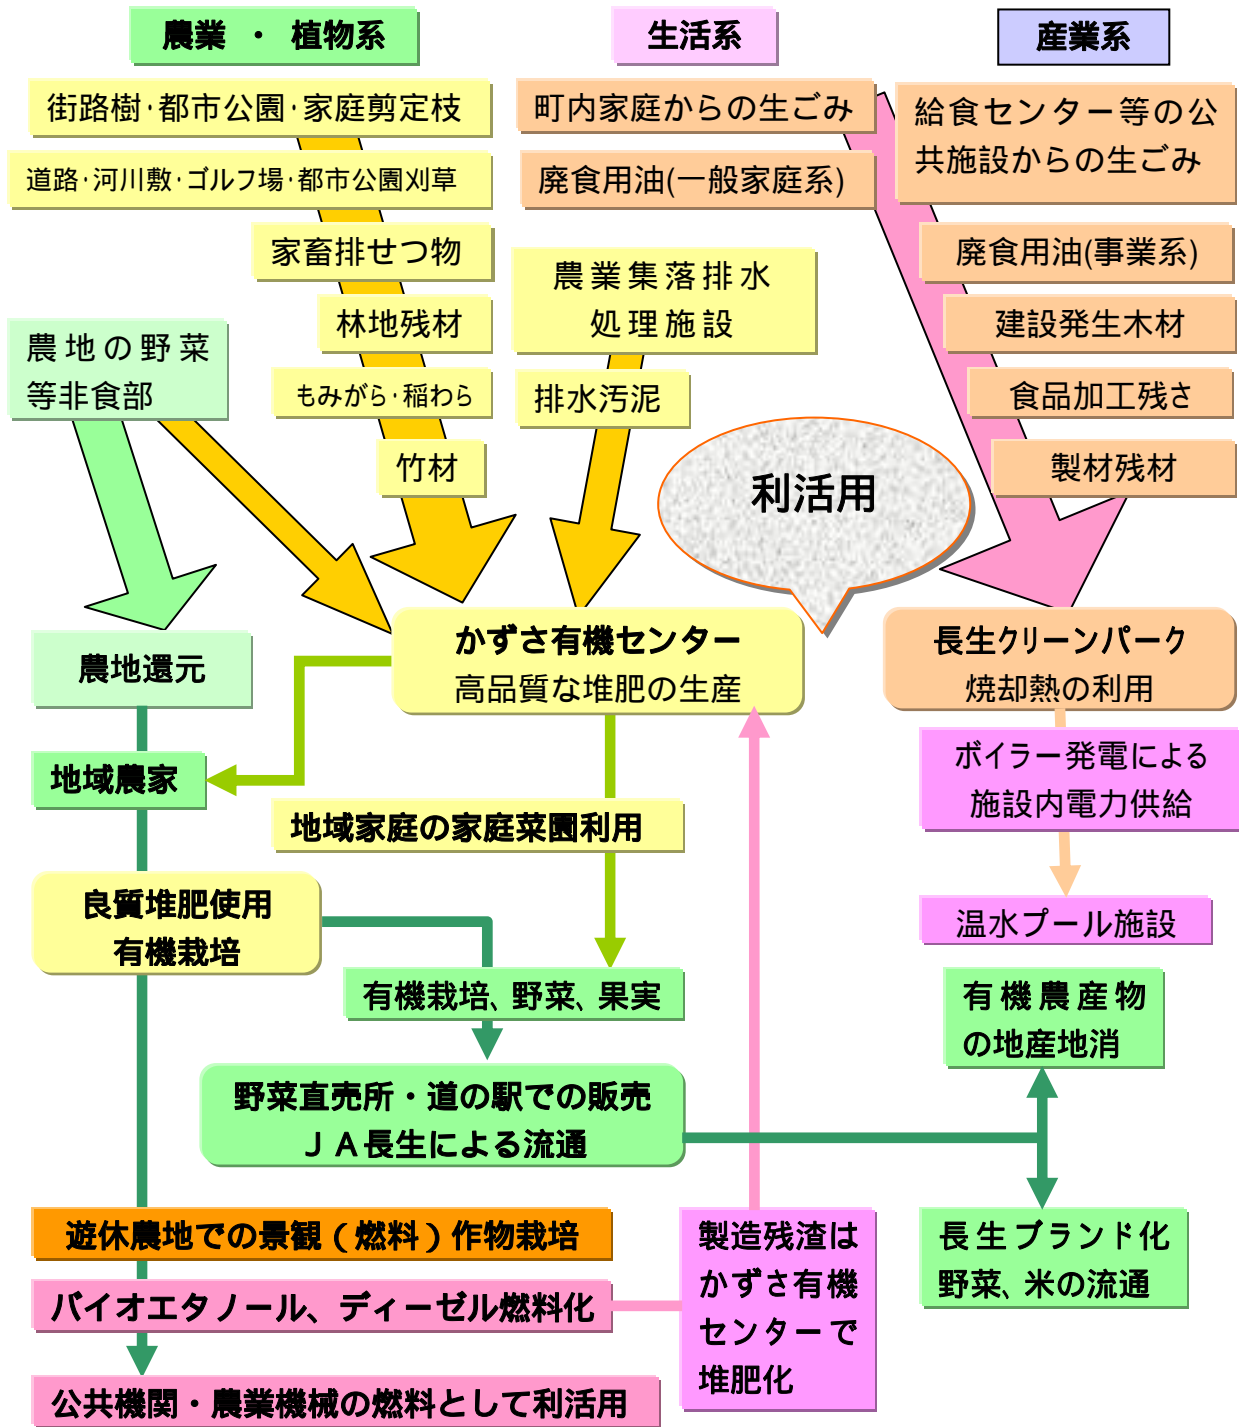 農業 ・ 植物系
生活系
産業系
街路樹・都市公園・家庭剪定枝
道路・河川敷・ゴルフ場・都市公園刈草
家畜排せつ物
林地残材
もみがら・稲わら
竹材
農地の野菜
等非食部
町内家庭からの生ごみ
廃食用油(一般家庭系)
農業集落排水
処理施設
排水汚泥
給食センター等の公
共施設からの生ごみ
廃食用油(事業系)
建設発生木材
食品加工残さ
製材残材
利活用
農地還元
かずさ有機センター
高品質な堆肥の生産
長生クリーンパーク
焼却熱の利用
地域農家
地域家庭の家庭菜園利用
ボイラー発電による
施設内電力供給
良質堆肥使用
有機栽培
温水プール施設
有機栽培、野菜、果実
有機農産物
の地産地消
野菜直売所・道の駅での販売
ＪＡ長生による流通
遊休農地での景観（燃料）作物栽培
バイオエタノール、ディーゼル燃料化
公共機関・農業機械の燃料として利活用
製造残渣は
かずさ有機
センターで
堆肥化
長生ブランド化
野菜、米の流通